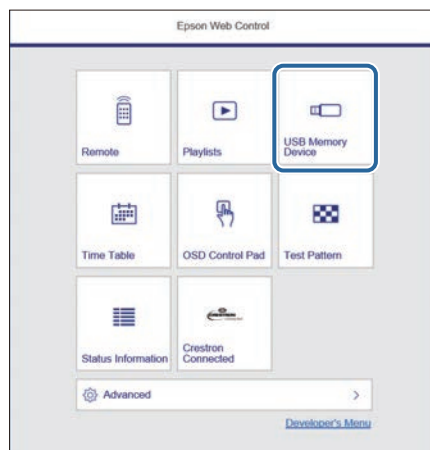 Epson Web Control
Remote
Playlists
USB Memory
Device
Time Table
OSD Control Pad
Test Pattern
Status Information
CRESTRON
Crestron
Connected
Advanced
Developer's Menu